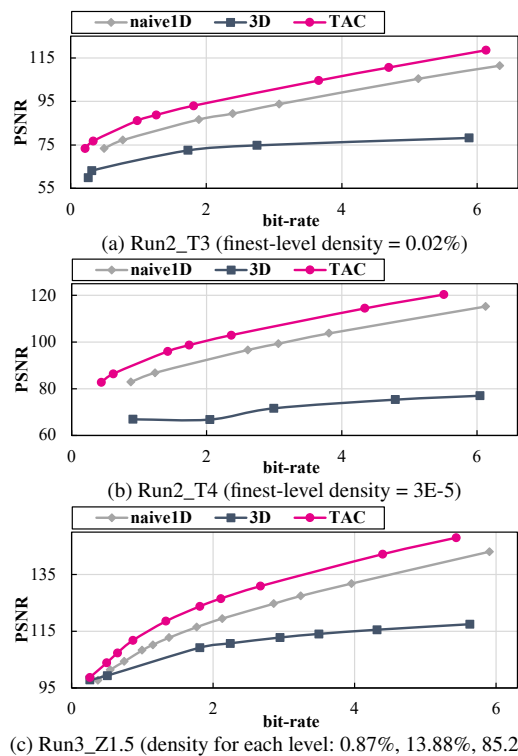 naive1D 3D TAC
115
95
75
55
PSNR
0 2 4 6
bit-rate
(a) Run2_T3 (finest-level density = 0.02%)
naive1D 3D TAC
120
100
80
60
PSNR
0 2 4 6
bit-rate
(b) Run2_T4 (finest-level density = 3E-5)
naive1D 3D TAC
135
115
95
PSNR
0 2 4 6
bit-rate
(c) Run3_Z1.5 (density for each level: 0.87%, 13.88%, 85.2